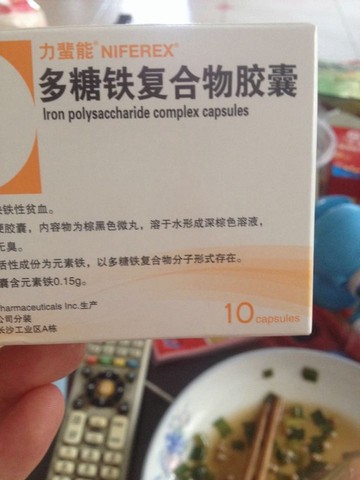 力蜚能® NIFEREX®
多糖铁复合物胶囊
Iron polysaccharide complex capsules
铁性贫血。
胶囊，内容物为棕黑色微丸，溶于水形成深棕色溶液，
无臭。
活性成份为元素铁，以多糖铁复合物分子形式存在。
囊含元素铁0.15g。
harmaceuticals Inc.生产
公司分装
长沙工业区A栋
10 capsules